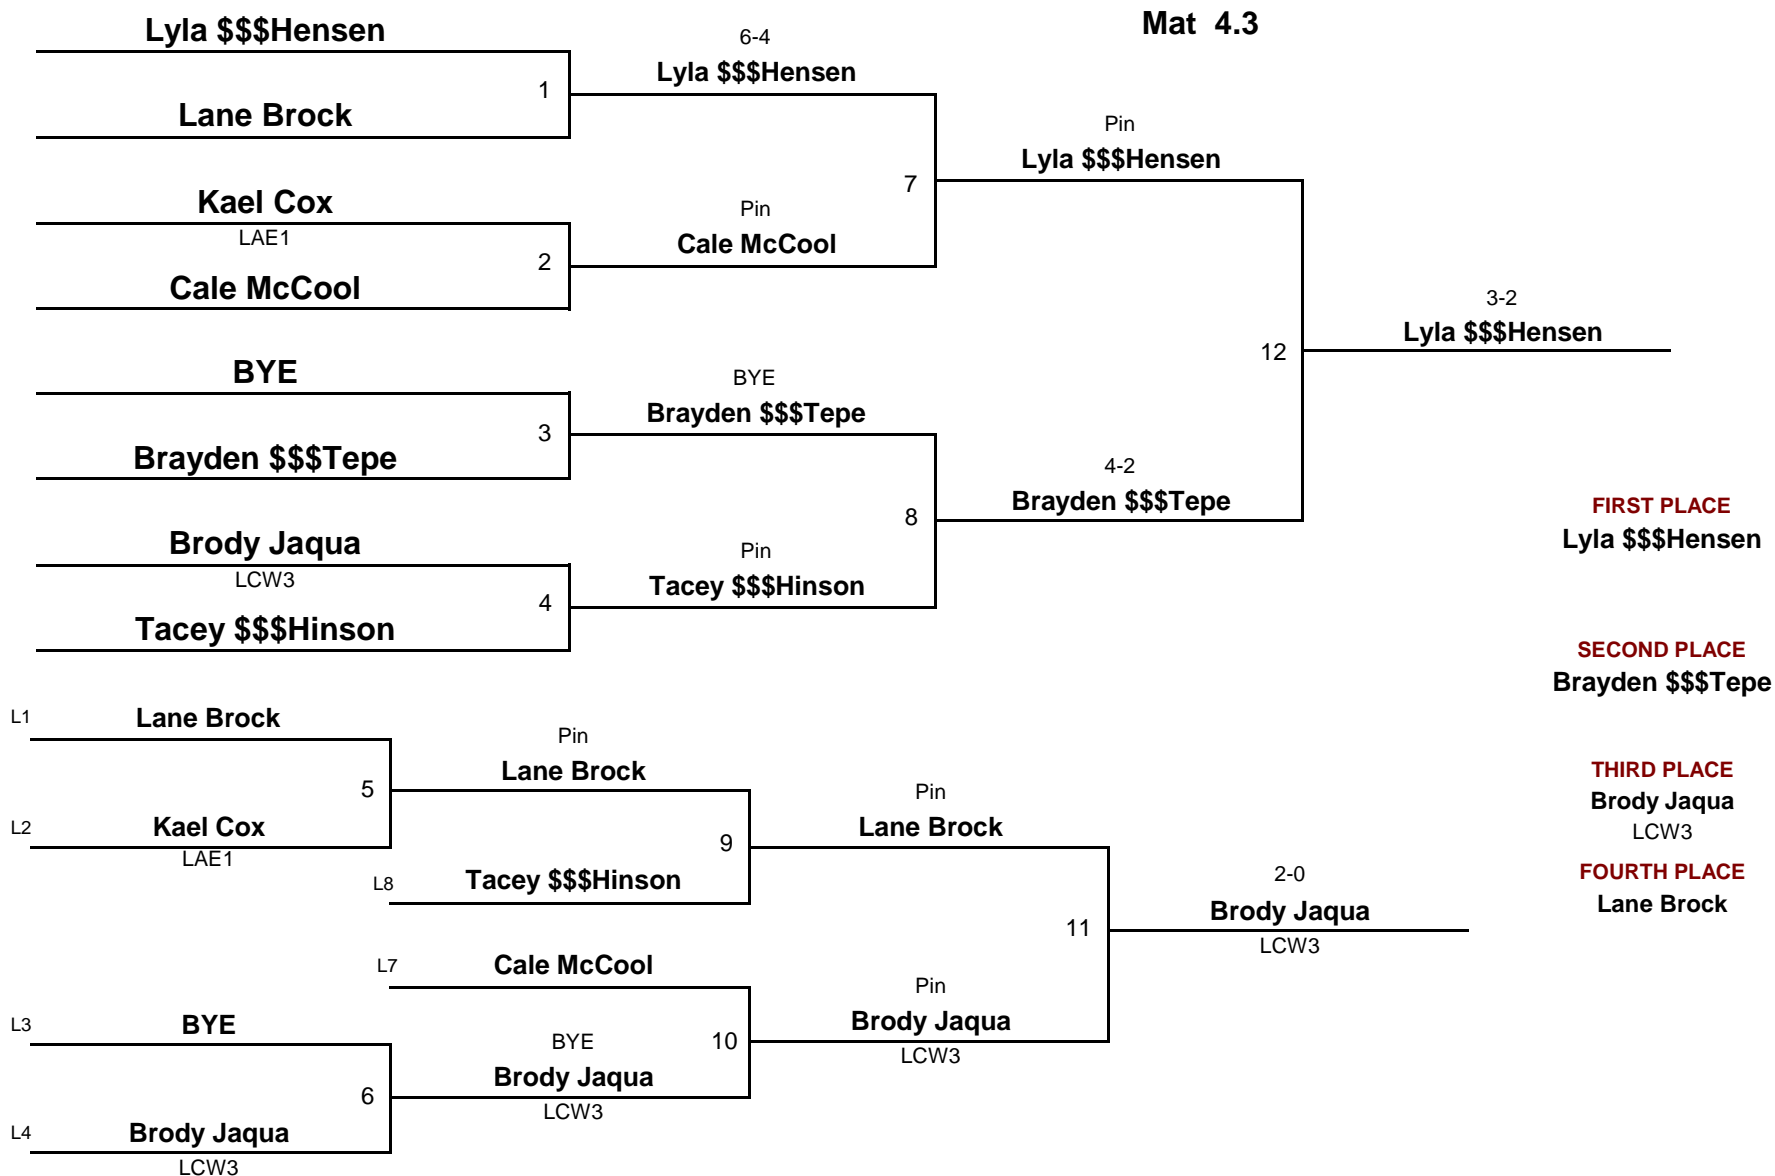 Mat 4.3
Lyla $$$Hensen
1
Lane Brock
6-4
Lyla $$$Hensen
Kael Cox
LAE1
2
Cale McCool
Pin
Cale McCool
7
Pin
Lyla $$$Hensen
BYE
3
Brayden $$$Tepe
BYE
Brayden $$$Tepe
Brody Jaqua
LCW3
4
Tacey $$$Hinson
Pin
Tacey $$$Hinson
8
4-2
Brayden $$$Tepe
12
3-2
Lyla $$$Hensen
FIRST PLACE
Lyla $$$Hensen
SECOND PLACE
Brayden $$$Tepe
THIRD PLACE
Brody Jaqua
LCW3
FOURTH PLACE
Lane Brock
L1
Lane Brock
5
L2
Kael Cox
LAE1
Pin
Lane Brock
9
L8
Tacey $$$Hinson
Pin
Lane Brock
L7
Cale McCool
L3
BYE
6
L4
Brody Jaqua
LCW3
BYE
Brody Jaqua
LCW3
10
Pin
Brody Jaqua
LCW3
11
2-0
Brody Jaqua
LCW3